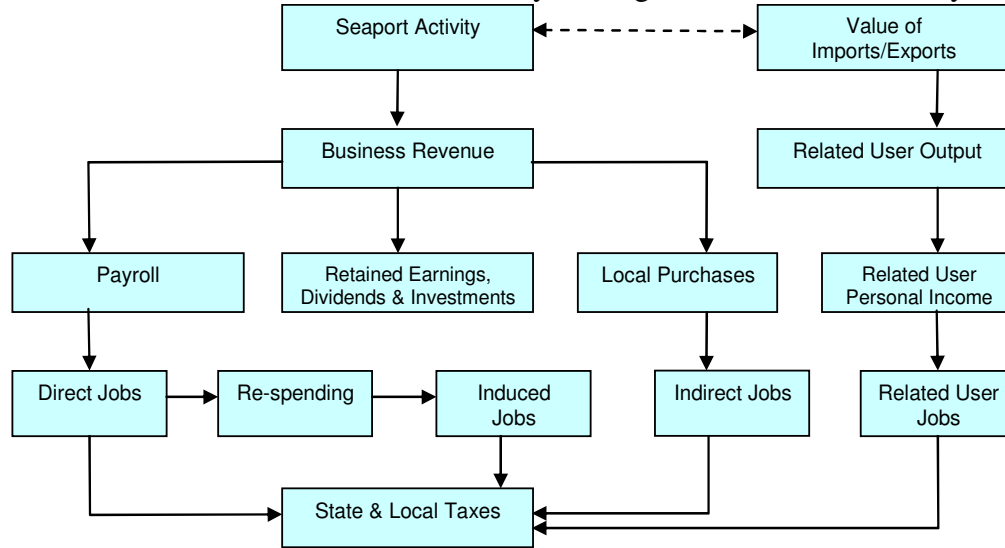 Seaport Activity
Value of
Imports/Exports
Business Revenue
Related User Output
Payroll
Retained Earnings,
Dividends & Investments
Local Purchases
Related User
Personal Income
Direct Jobs
Re-spending
Induced
Jobs
Indirect Jobs
Related User
Jobs
State & Local Taxes